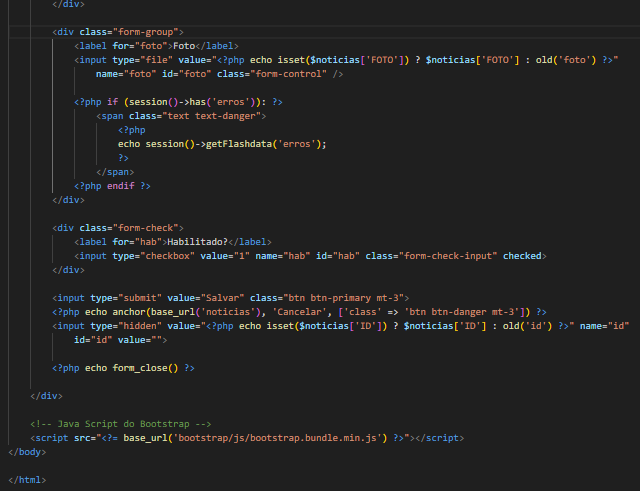 </div>
<div class="form-group">
<label for="foto">Foto</label>
<input type="file" value="<?php echo isset($noticias['FOTO']) ? $noticias['FOTO'] : old('foto') ?>"
name="foto" id="foto" class="form-control" />
<?php if (session()->has('erros')): ?>
<span class="text text-danger">
<?php
echo session()->getFlashdata('erros');
?>
</span>
<?php endif ?>
</div>
<div class="form-check">
<label for="hab">Habilitado?</label>
<input type="checkbox" value="1" name="hab" id="hab" class="form-check-input" checked>
</div>
<input type="submit" value="Salvar" class="btn btn-primary mt-3">
<?php echo anchor(base_url('noticias'), 'Cancelar', ['class' => 'btn btn-danger mt-3']) ?>
<input type="hidden" value="<?php echo isset($noticias['ID']) ? $noticias['ID'] : old('id') ?>" name="id"
id="id" value="">
<?php echo form_close() ?>
</div>
<!-- Java Script do Bootstrap -->
<script src="<?= base_url('bootstrap/js/bootstrap.bundle.min.js') ?>"></script>
</body>
</html>